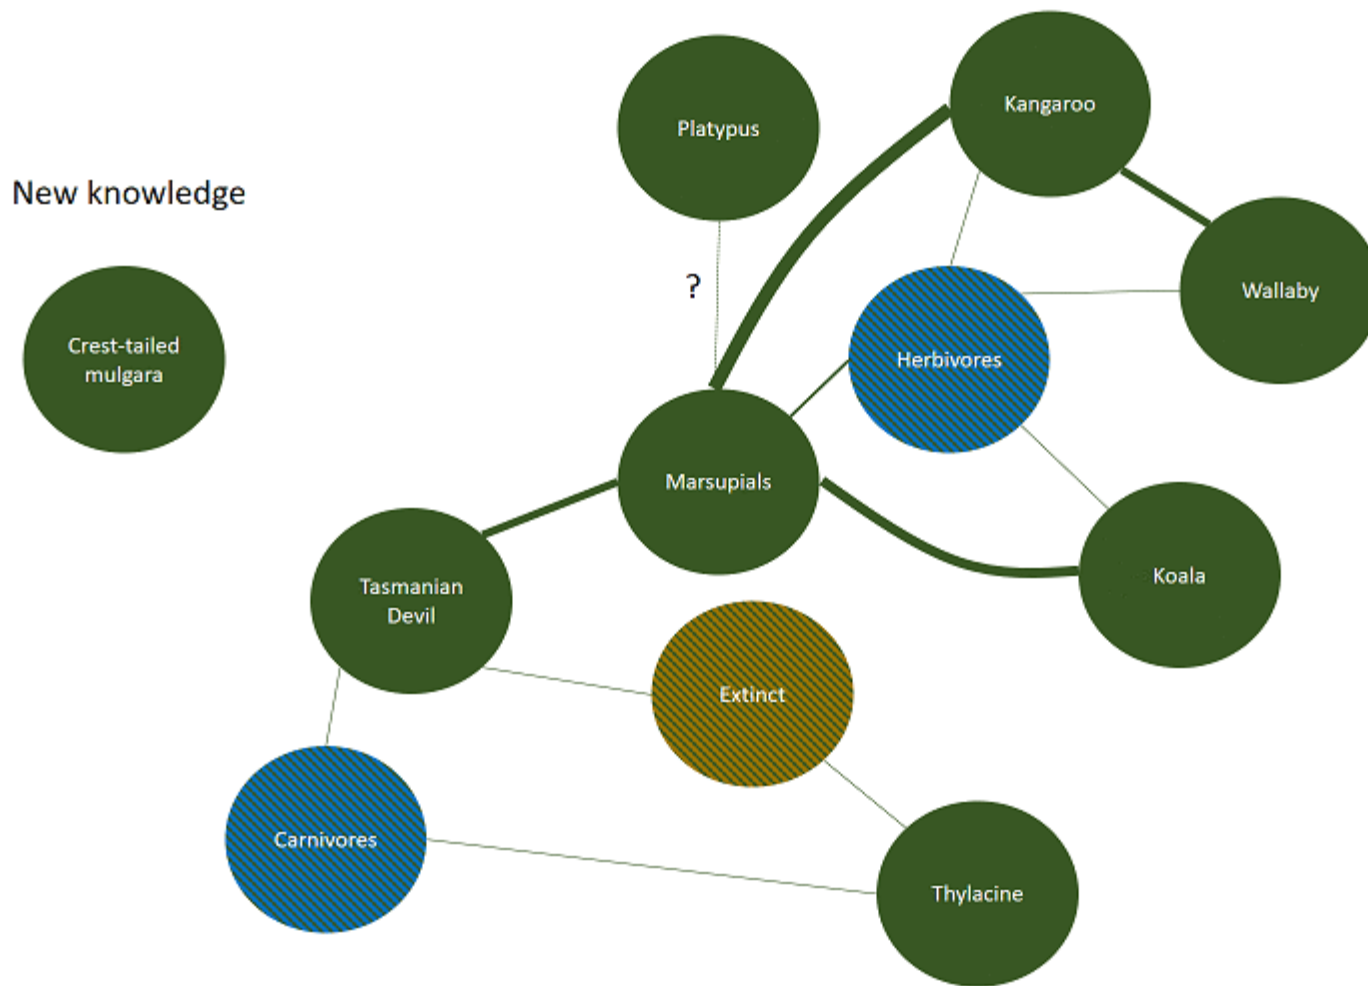 New knowledge
Crest-tailed
mulgara
Platypus
?
Kangaroo
Wallaby
Herbivores
Marsupials
Koala
Tasmanian
Devil
Extinct
Carnivores
Thylacine